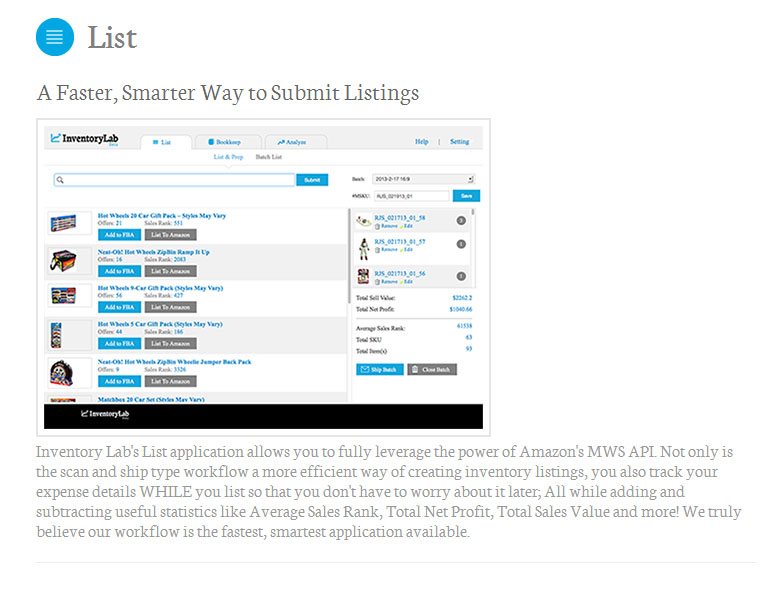 List
A Faster, Smarter Way to Submit Listings
InventoryLab
Beta
List
Bookkeep
Analyze
Help | Setting
List & Prep
Batch List
Submit
Batch:
2013-2-17 16/9
#MSKU:
RJS_021913_01
Save
Hot Wheels 20 Car Gift Pack – Styles May Vary
Offers: 21 Sales Rank: 551
Add to FBA List To Amazon
Neat-Oh! Hot Wheels ZipBin Ramp It Up
Offers: 16 Sales Rank: 2083
Add to FBA List To Amazon
Hot Wheels 9-Car Gift Pack (Styles May Vary)
Offers: 56 Sales Rank: 427
Add to FBA List To Amazon
Hot Wheels 5 Car Gift Pack (Styles May Vary)
Offers: 44 Sales Rank: 186
Add to FBA List To Amazon
Neat-Oh! Hot Wheels ZipBin Wheelie Jumper Back Pack
Offers: 9 Sales Rank: 3326
Add to FBA List To Amazon
Matchbox 20 Car Set (Styles May Vary)
RJS_021713_01_58
Remove Edit
RJS_021713_01_57
Remove Edit
RJS_021713_01_56
Remove Edit
Total Sell Value: $2262.2
Total Net Profit: $1040.66
Average Sales Rank: 61538
Total SKU 63
Total Item(s) 93
Ship Batch Close Batch
InventoryLab
Inventory Lab's List application allows you to fully leverage the power of Amazon's MWS API. Not only is
the scan and ship type workflow a more efficient way of creating inventory listings, you also track your
expense details WHILE you list so that you don't have to worry about it later; All while adding and
subtracting useful statistics like Average Sales Rank, Total Net Profit, Total Sales Value and more! We truly
believe our workflow is the fastest, smartest application available.